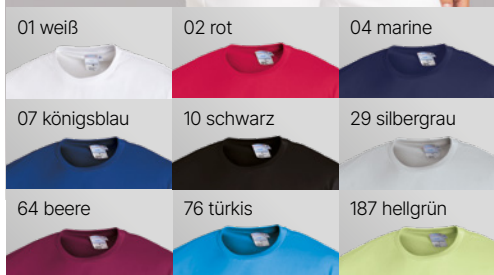 01 weiß
02 rot
04 marine
07 königsblau
10 schwarz
29 silbergrau
64 beere
76 türkis
187 hellgrün